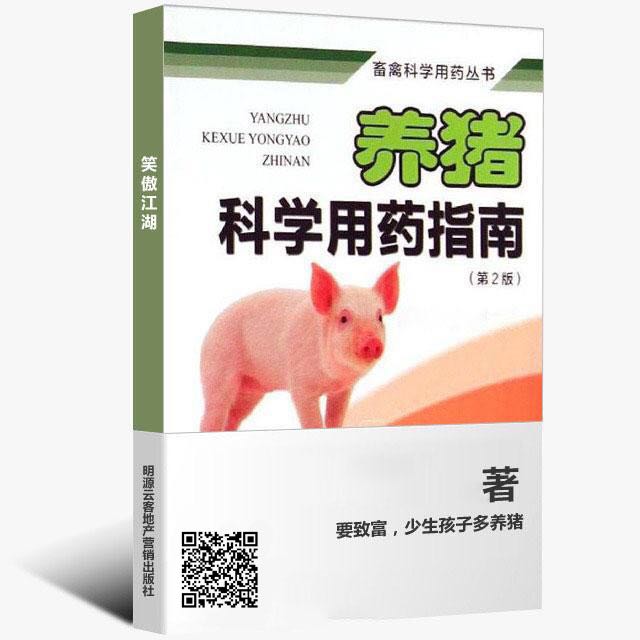 畜禽科学用药丛书
YANGZHU
KEXUE YONGYAO
ZHINAN
养猪
科学用药指南
(第2版)
笑傲江湖
著
要致富，少生孩子多养猪
明源云客地产营销出版社